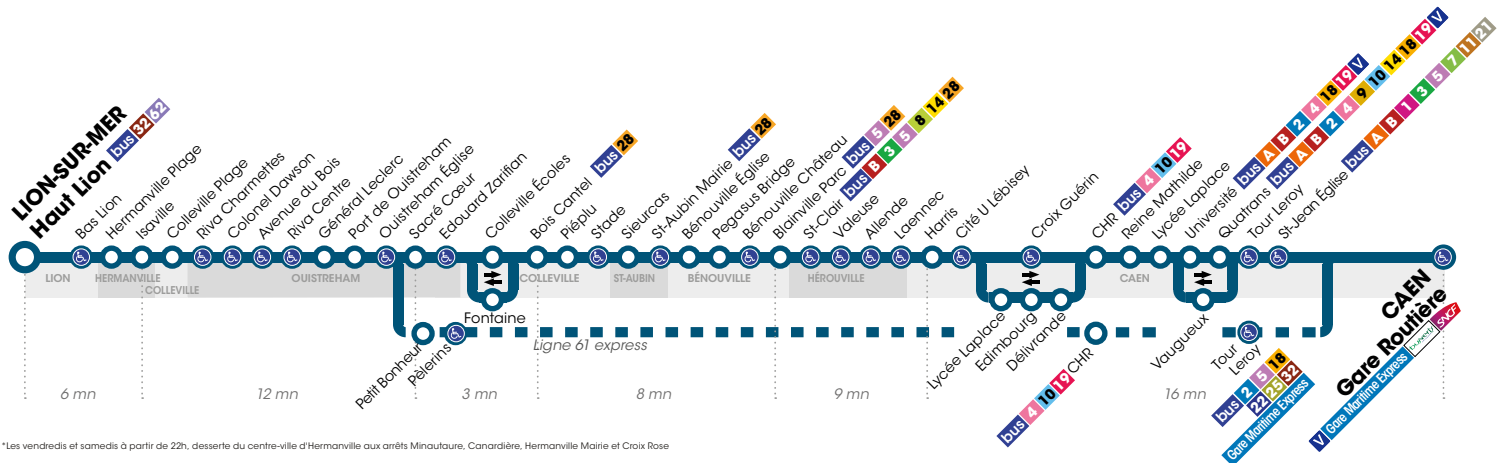 LION-SUR-MER
Haut Lion bus 32 62
Bas Lion
Hermanville Plage
Isaville
Colleville Plage
Riva Charmettes
Colonel Dawson
Avenue du Bois
Riva Centre
Général Leclerc
Port de Ouistreham
Ouistreham Église
Sacré Cœur
Edouard Zarifian
Colleville Écoles
Bois Cantel bus 28
Piéplu
Stade
Sieurcas
St-Aubin Mairie bus 28
Bénouville Église
Pegasus Bridge
Bénouville Château
Blainville Parc bus 5 28
St-Clair bus B 3 5 8 14 28
Valeuse
Allende
Laennec
Harris
Cité U Lébisey
Croix Guérin
CHR bus 4 10 19
Reine Mathilde
Lycée Laplace
Université bus A B 2 4 18 19 V
Quatrans bus A B 2 4 9 10 14 18 19 V
Tour Leroy
St-Jean Église bus A B 1 3 5 7 11 21
LION
HERMANVILLE
COLLEVILLE
OUISTREHAM
COLLEVILLE
ST-AUBIN
BÉNOUVILLE
HÉROUVILLE
CAEN
Fontaine
Petit Bonheur
Pélerins
Ligne 61 express
Lycée Laplace
Edimbourg
Délivrande
bus 4 10 19 CHR
Vaugueux
Tour
Leroy
bus 2 5 18
22 25 32
Gare Maritime Express
CAEN
Gare Routière
V Gare Maritime Express
SNCF
6 mn
12 mn
3 mn
8 mn
9 mn
16 mn
*Les vendredis et samedis à partir de 22h, desserte du centre-ville d'Hermanville aux arrêts Minautaure, Canardière, Hermanville Mairie et Croix Rose